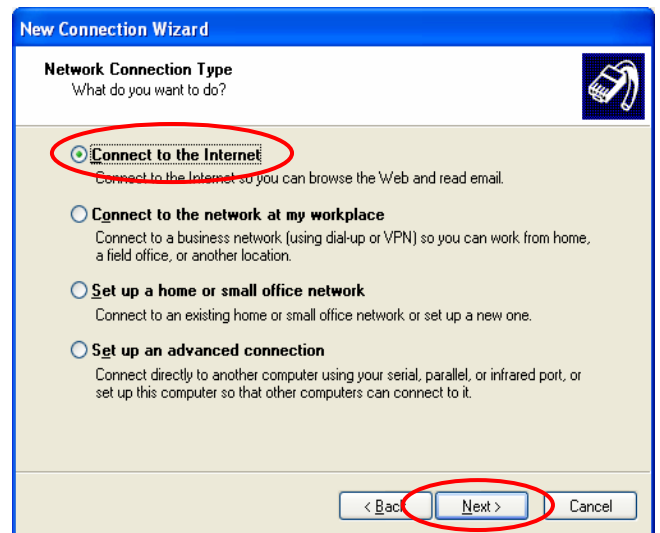 New Connection Wizard
Network Connection Type
What do you want to do?
Connect to the Internet
Connect to the Internet so you can browse the Web and read email.
Connect to the network at my workplace
Connect to a business network (using dial-up or VPN) so you can work from home,
a field office, or another location.
Set up a home or small office network
Connect to an existing home or small office network or set up a new one.
Set up an advanced connection
Connect directly to another computer using your serial, parallel, or infrared port, or
set up this computer so that other computers can connect to it.
< Back Next > Cancel